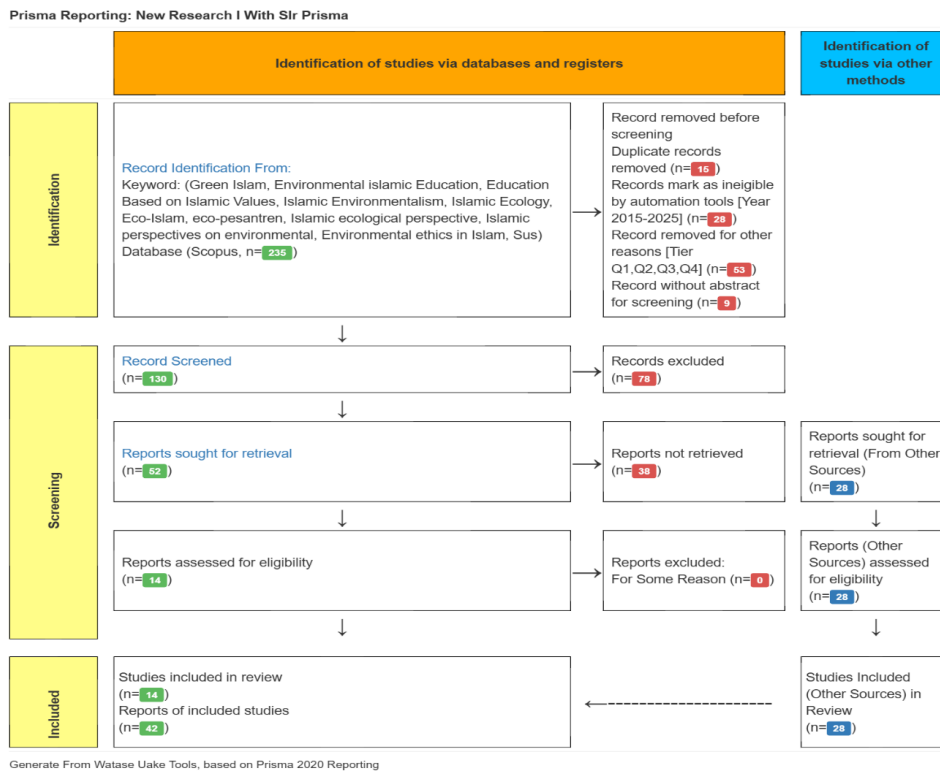 Prisma Reporting: New Research I With Slr Prisma
Identification of studies via databases and registers
Identification of
studies via other
methods
Identification
Record Identification From:
Keyword: (Green Islam, Environmental islamic Education, Education
Based on Islamic Values, Islamic Environmentalism, Islamic Ecology,
Eco-Islam, eco-pesantren, Islamic ecological perspective, Islamic
perspectives on environmental, Environmental ethics in Islam, Sus)
Database (Scopus, n=235)
Record removed before
screening
Duplicate records
removed (n=15)
Records mark as ineigible
by automation tools [Year
2015-2025] (n=28)
Record removed for other
reasons [Tier
Q1,Q2,Q3,Q4] (n=53)
Record without abstract
for screening (n=9)
Screening
Record Screened
(n=130)
Records excluded
(n=78)
Reports sought for retrieval
(n=52)
Reports not retrieved
(n=38)
Reports sought for
retrieval (From Other
Sources)
(n=28)
Reports assessed for eligibility
(n=14)
Reports excluded:
For Some Reason (n=0)
Reports (Other
Sources) assessed
for eligibility
(n=28)
Included
Studies included in review
(n=14)
Reports of included studies
(n=42)
Studies Included
(Other Sources) in
Review
(n=28)
Generate From Watase Uake Tools, based on Prisma 2020 Reporting